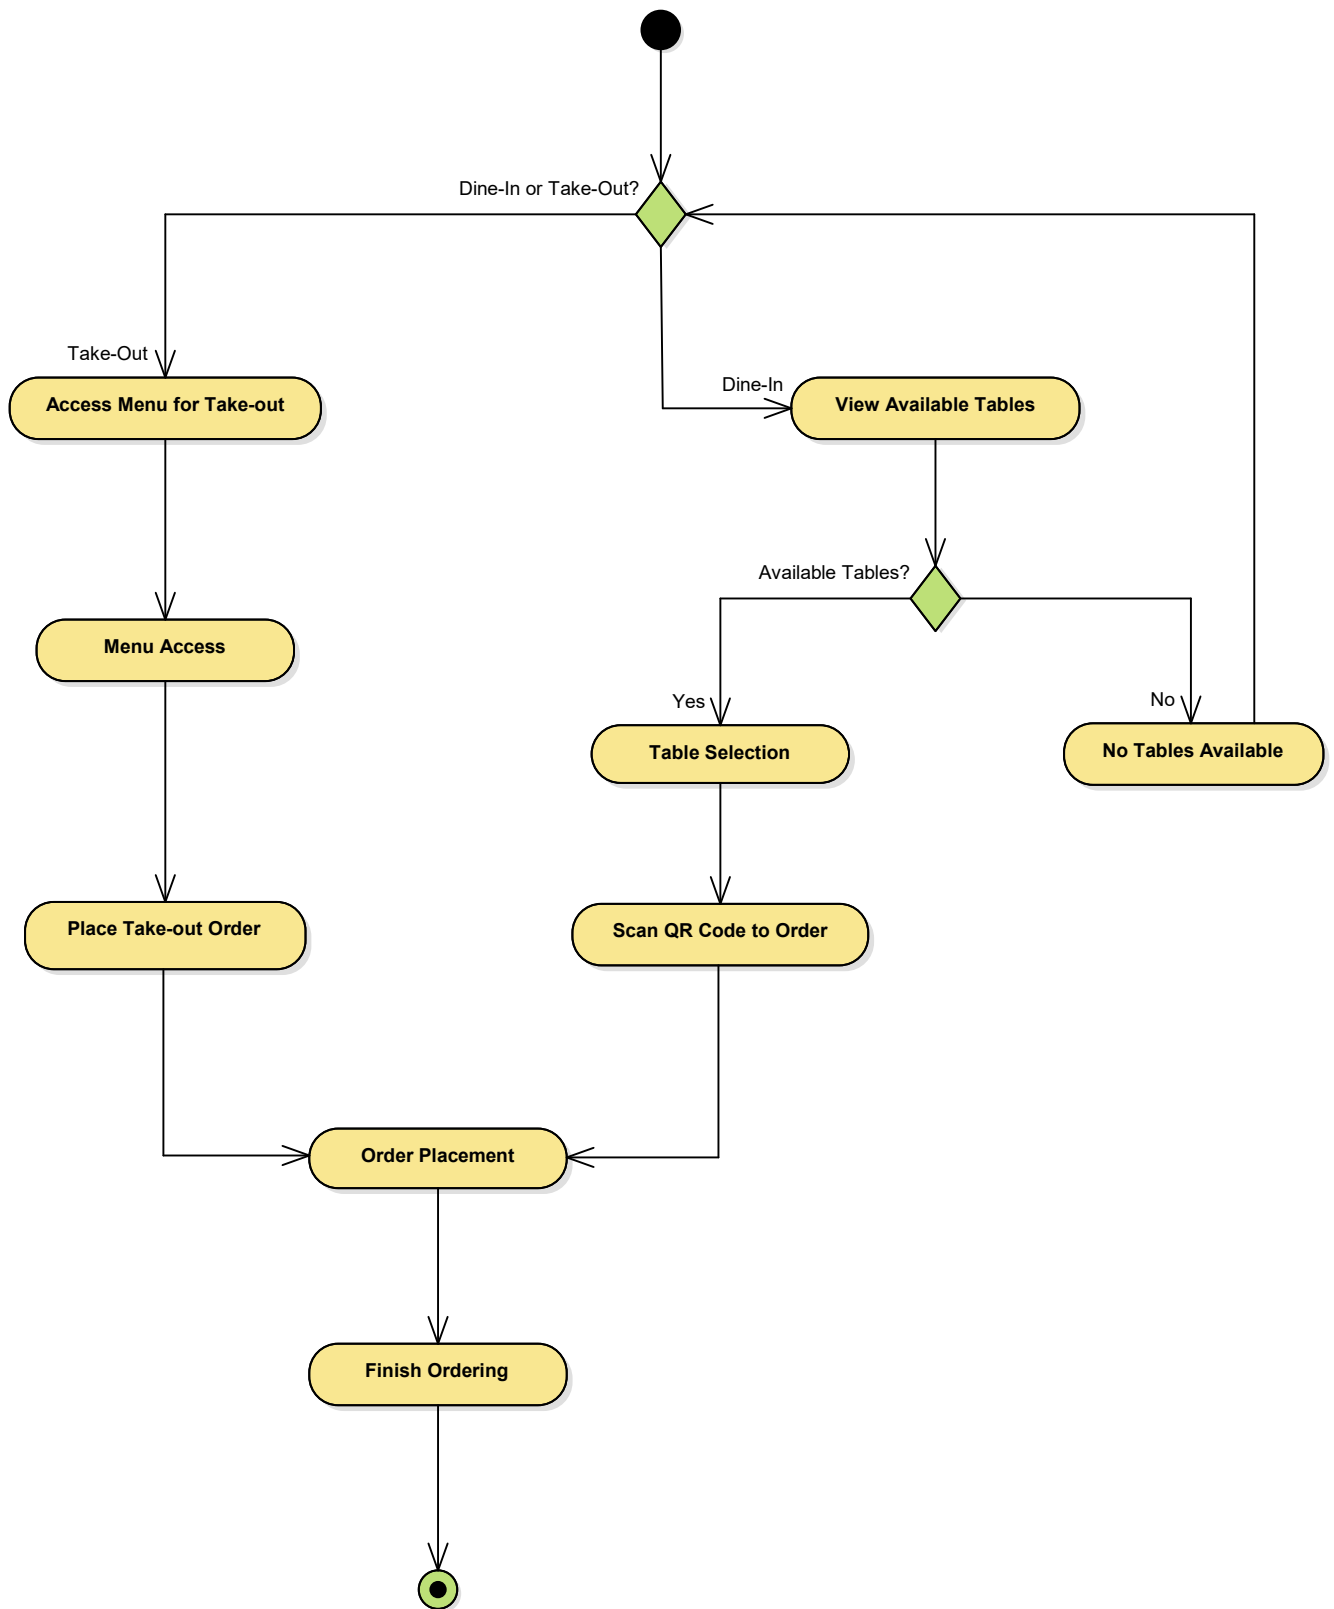 Dine-In or Take-Out?
Take-Out
Access Menu for Take-out
Dine-In
View Available Tables
Available Tables?
Menu Access
Yes
Table Selection
No
No Tables Available
Place Take-out Order
Scan QR Code to Order
Order Placement
Finish Ordering